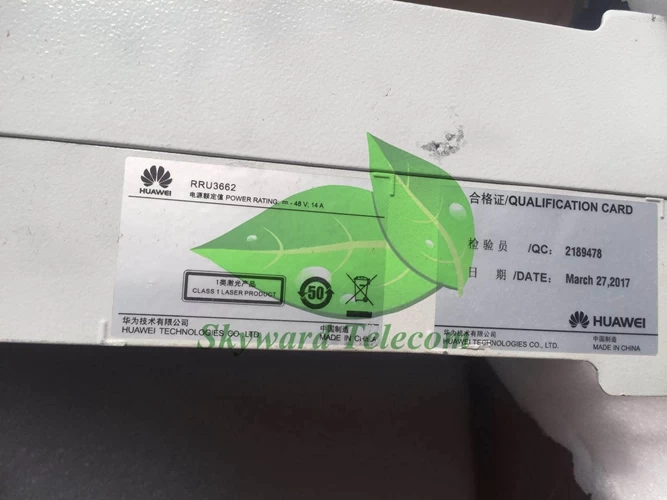 HUAWEI
RRU3662
电源额定值 POWER RATING: ⎓ -48 V; 14 A
1类激光产品
CLASS 1 LASER PRODUCT
50
华为技术有限公司
HUAWEI TECHNOLOGIES CO., LTD.
中国制造
MADE IN CHINA
合格证/QUALIFICATION CARD
检验员 /QC: 2189478
日 期 /DATE: March 27,2017
HUAWEI
华为技术有限公司
HUAWEI TECHNOLOGIES CO., LTD.
中国制造
MADE IN CHINA
Skyward Telecom